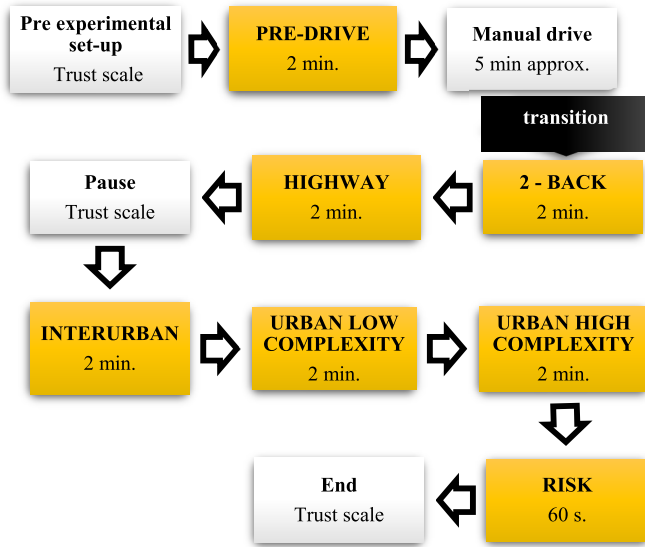 Pre experimental
set-up
Trust scale
PRE-DRIVE
2 min.
Manual drive
5 min approx.
transition
2 - BACK
2 min.
HIGHWAY
2 min.
Pause
Trust scale
INTERURBAN
2 min.
URBAN LOW
COMPLEXITY
2 min.
URBAN HIGH
COMPLEXITY
2 min.
RISK
60 s.
End
Trust scale